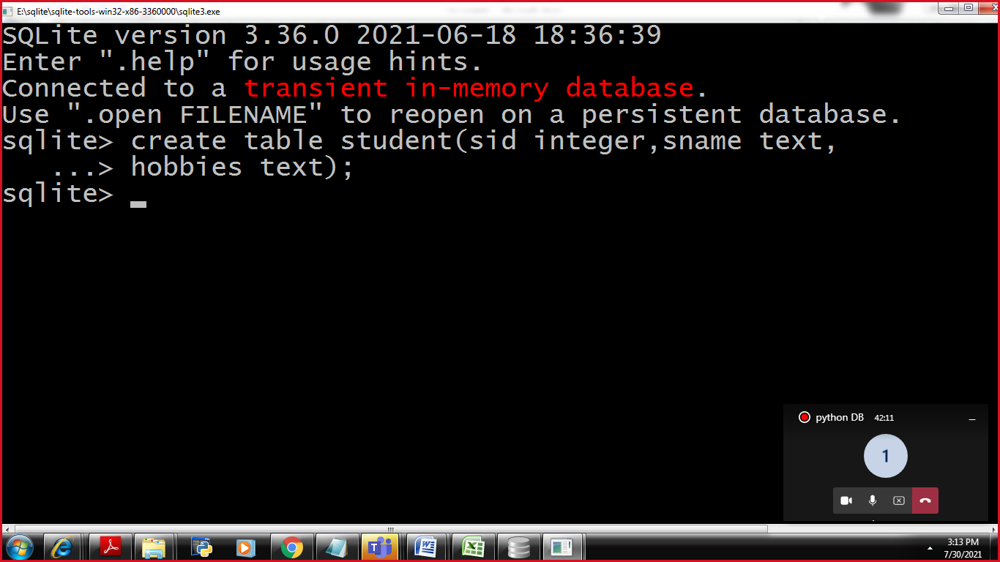 E:\sqlite\sqlite-tools-win32-x86-3360000\sqlite3.exe
SQLite version 3.36.0 2021-06-18 18:36:39
Enter ".help" for usage hints.
Connected to a transient in-memory database.
Use ".open FILENAME" to reopen on a persistent database.
sqlite> create table student(sid integer,sname text,
   ...> hobbies text);
sqlite>
python DB 42:11
1
3:13 PM
7/30/2021